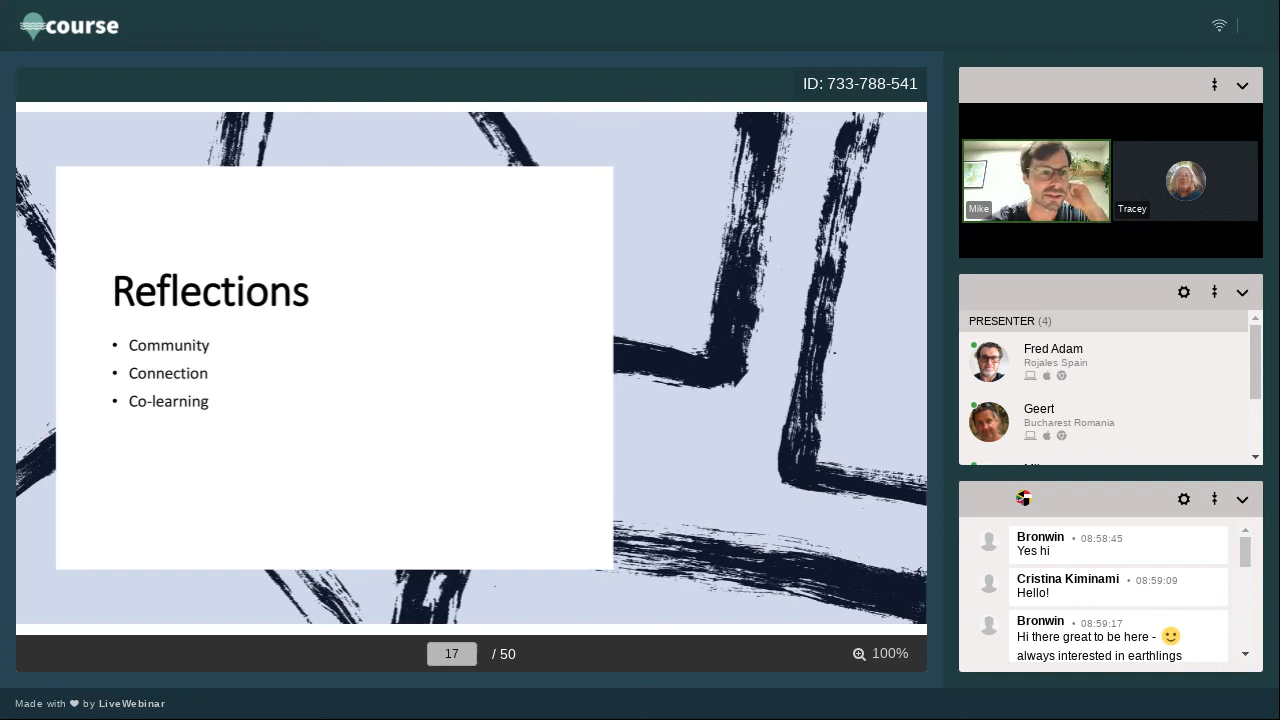 course
ID: 733-788-541
Reflections
• Community
• Connection
• Co-learning
17 / 50
100%
Made with ❤ by LiveWebinar
Mike
Tracey
PRESENTER (4)
Fred Adam
Rojales Spain
Geert
Bucharest Romania
Bronwin • 08:58:45
Yes hi
Cristina Kiminami • 08:59:09
Hello!
Bronwin • 08:59:17
Hi there great to be here - 🙂
always interested in earthlings